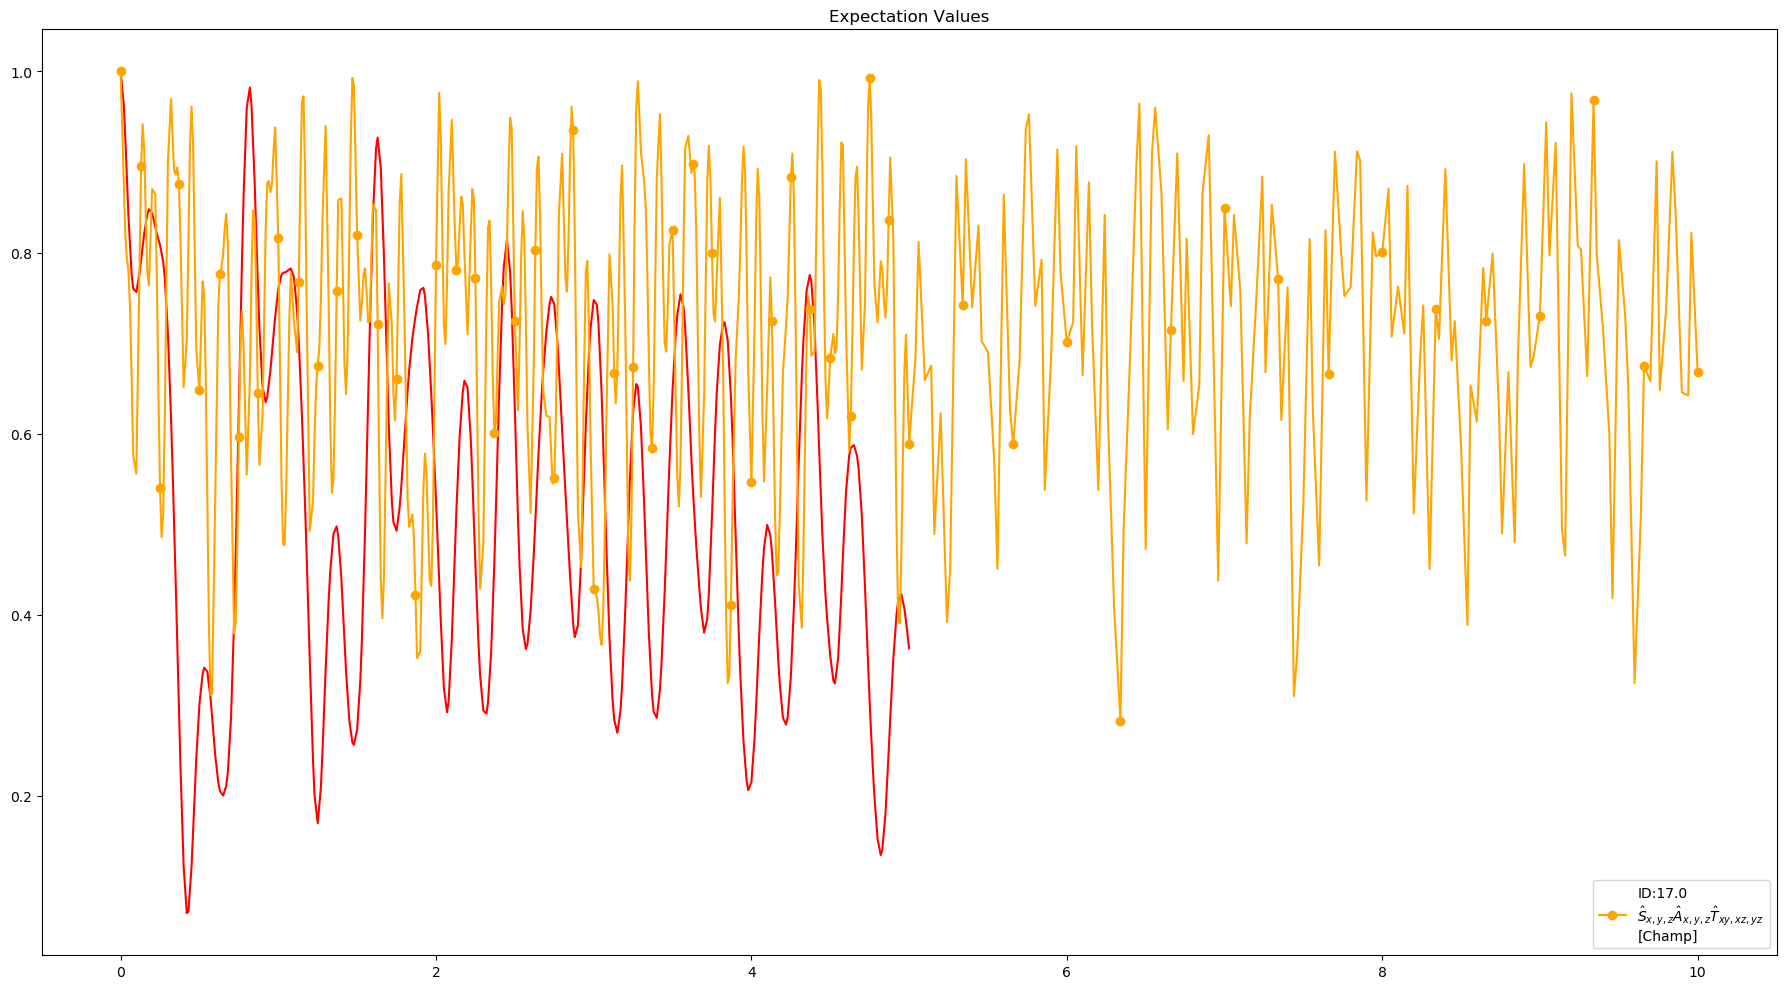 Expectation Values
1.0
0.8
0.6
0.4
0.2
0
2
4
6
8
10
ID:17.0
Ŝx,y,zÂx,y,zT̂xy,xz,yz
[Champ]